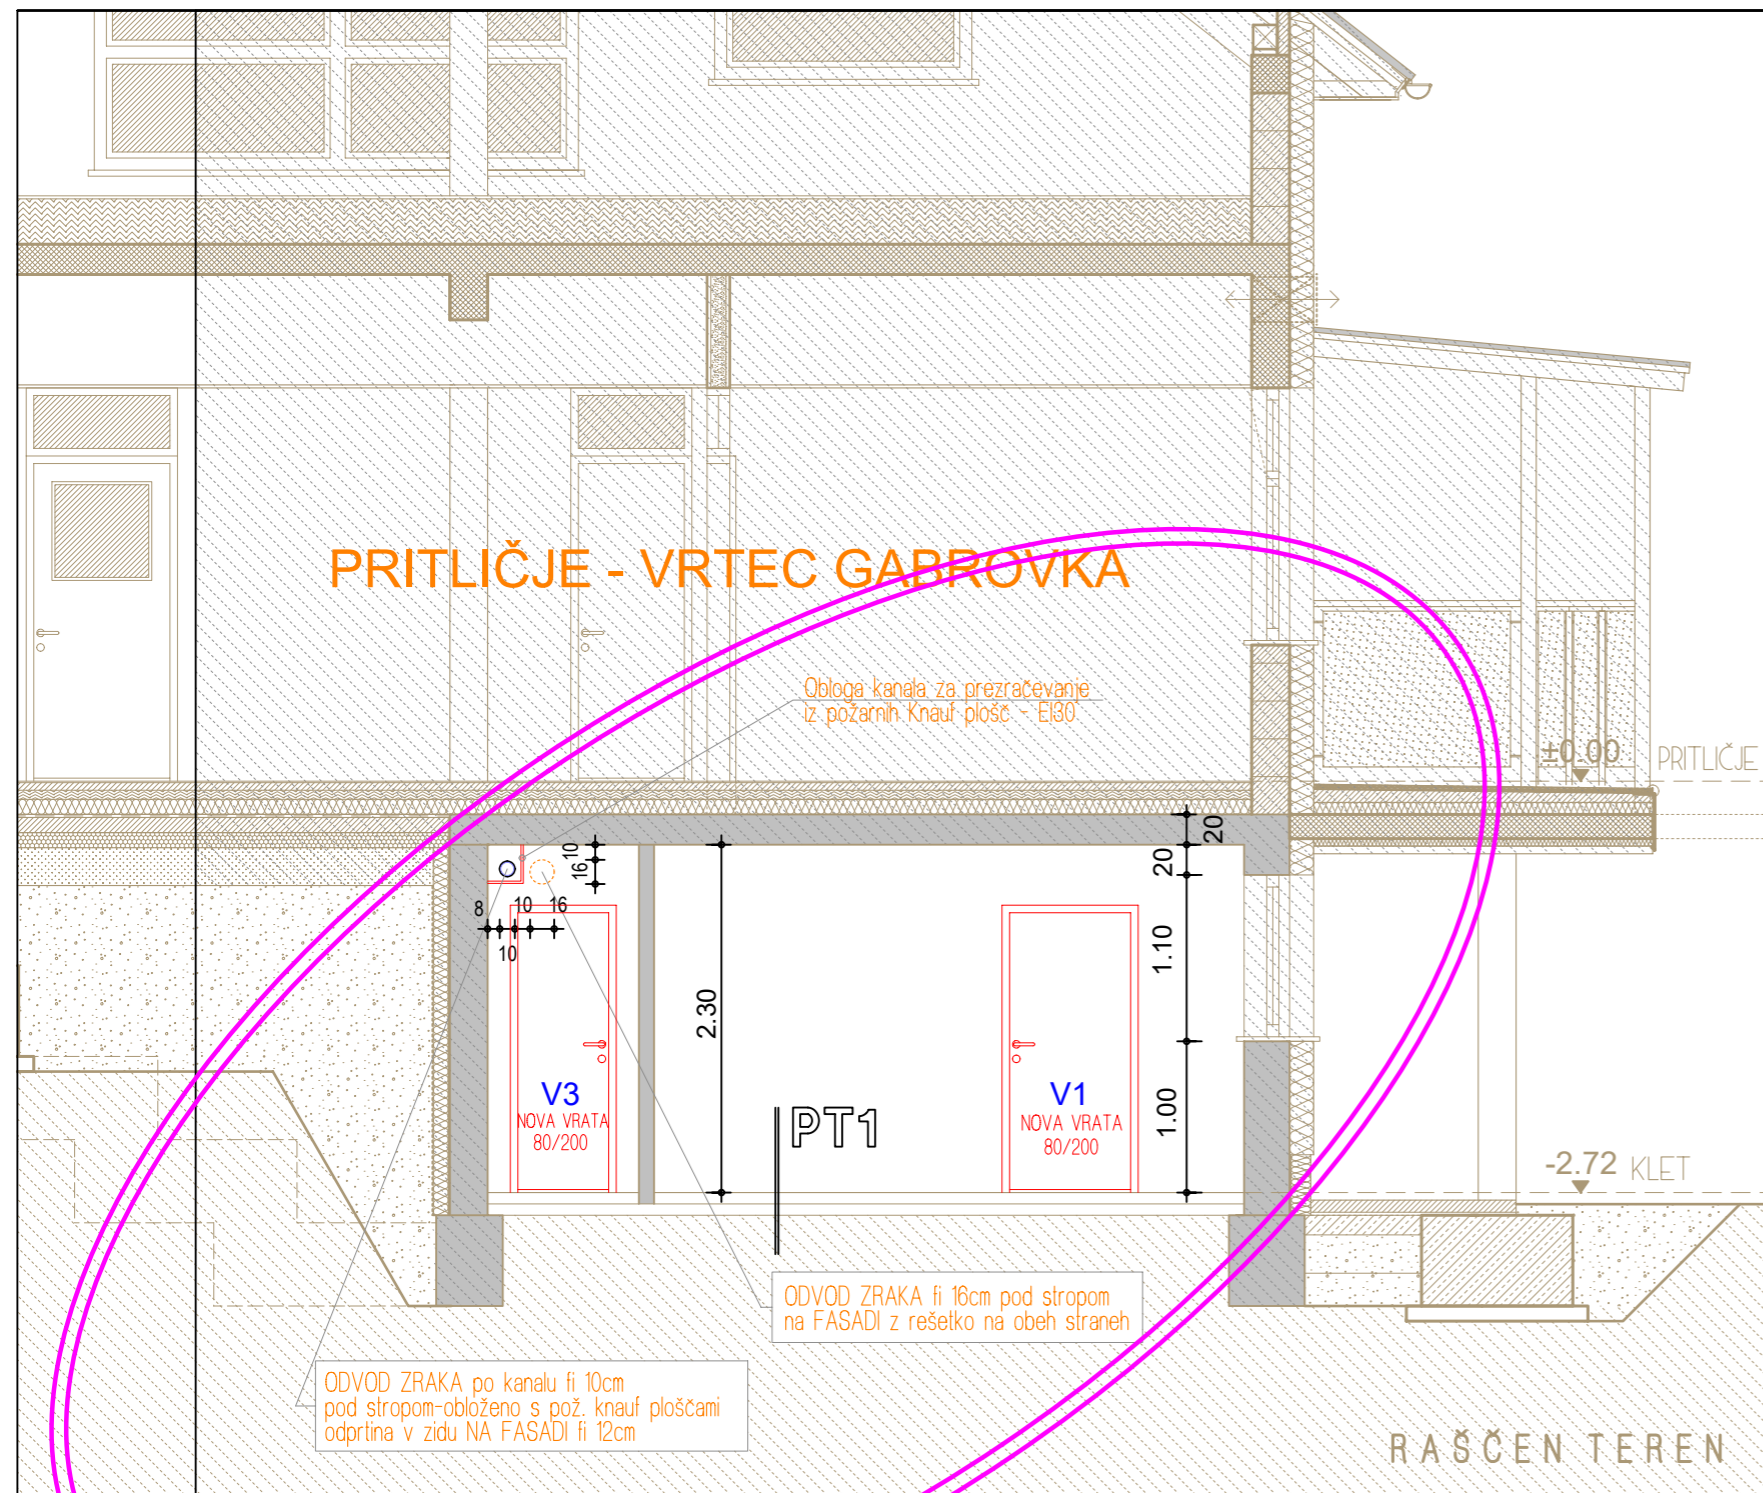 PRITLIČJE - VRTEC GABROVKA
Obloga kanala za prezračevanje
iz požarnih Knauf plošč - EI30
±0.00 PRITLIČJE
20
20
10
16
8
10
16
10
1.10
2.30
1.00
V3
NOVA VRATA
80/200
V1
NOVA VRATA
80/200
PT1
-2.72 KLET
ODVOD ZRAKA fi 16cm pod stropom
na FASADI z rešetko na obeh straneh
ODVOD ZRAKA po kanalu fi 10cm
pod stropom-obloženo s pož. knauf ploščami
odprtina v zidu NA FASADI fi 12cm
RAŠČEN TEREN